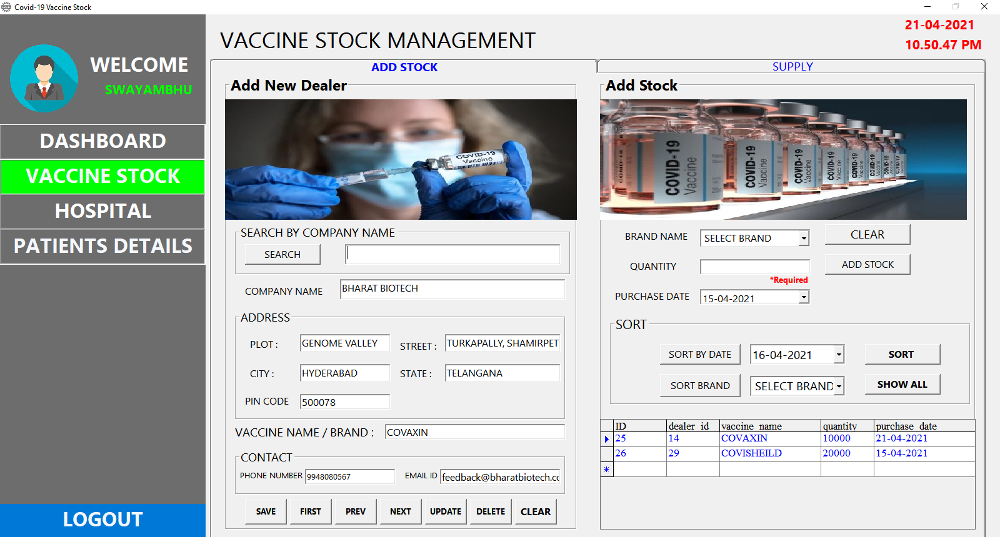 Covid-19 Vaccine Stock
WELCOME
SWAYAMBHU
DASHBOARD
VACCINE STOCK
HOSPITAL
PATIENTS DETAILS
LOGOUT
VACCINE STOCK MANAGEMENT
21-04-2021
10.50.47 PM
ADD STOCK
SUPPLY
Add New Dealer
COVID-19
Vaccine
SEARCH BY COMPANY NAME
SEARCH
COMPANY NAME BHARAT BIOTECH
ADDRESS
PLOT : GENOME VALLEY STREET : TURKAPALLY, SHAMIRPET
CITY : HYDERABAD STATE : TELANGANA
PIN CODE 500078
VACCINE NAME / BRAND : COVAXIN
CONTACT
PHONE NUMBER 9948080567 EMAIL ID feedback@bharatbiotech.cc
SAVE FIRST PREV NEXT UPDATE DELETE CLEAR
Add Stock
COVID-19
Vaccine
COVID-19
Vaccine
COVID-19
Vaccine
COVID-19
Vaccine
COVID-19
Vaccine
BRAND NAME SELECT BRAND CLEAR
QUANTITY ADD STOCK
*Required
PURCHASE DATE 15-04-2021
SORT
SORT BY DATE 16-04-2021 SORT
SORT BRAND SELECT BRAND SHOW ALL
ID dealer_id vaccine_name quantity purchase_date
25 14 COVAXIN 10000 21-04-2021
26 29 COVISHEILD 20000 15-04-2021